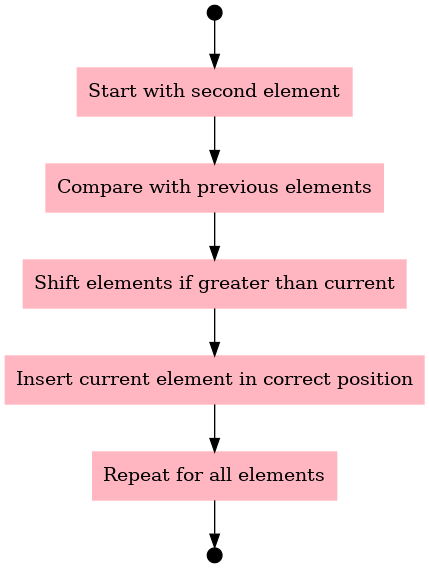 Start with second element
Compare with previous elements
Shift elements if greater than current
Insert current element in correct position
Repeat for all elements